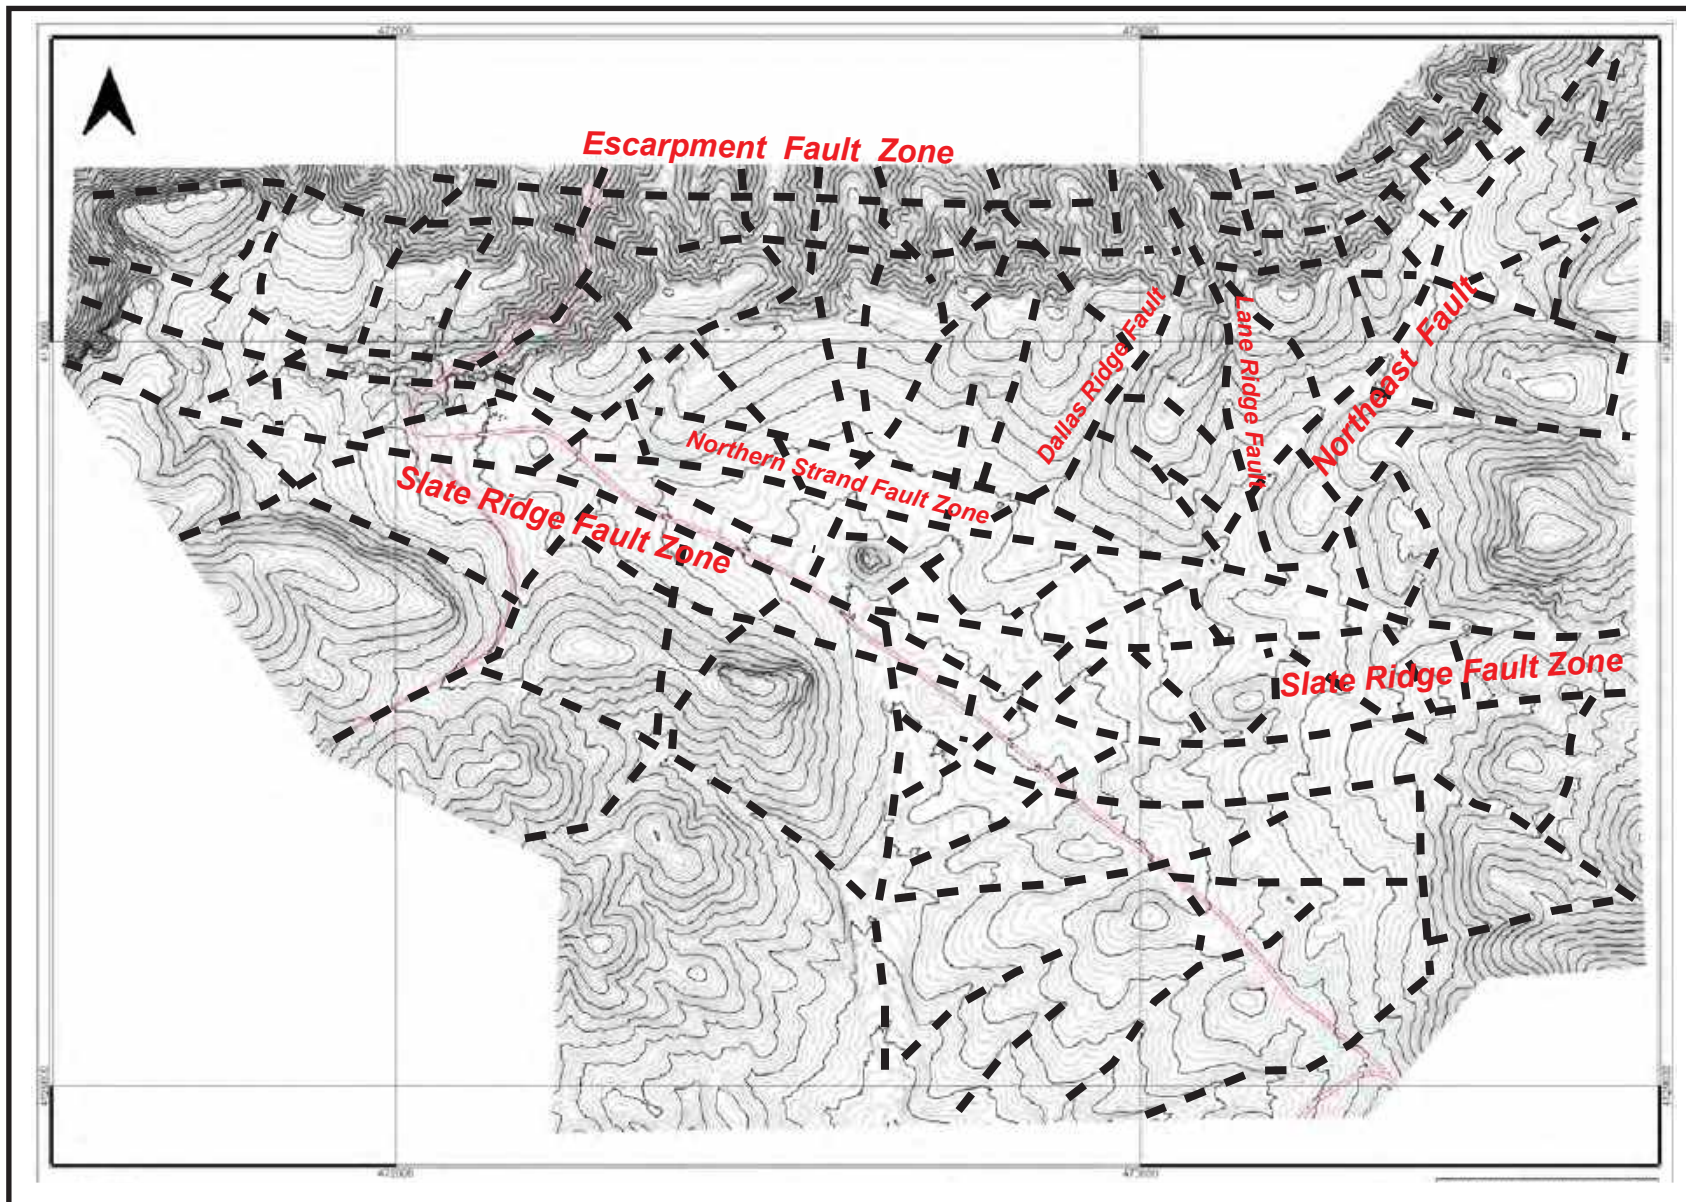 Escarpment Fault Zone
Dallas Ridge Fault
Lane Ridge Fault
Northeast Fault
Northern Strand Fault Zone
Slate Ridge Fault Zone
Slate Ridge Fault Zone